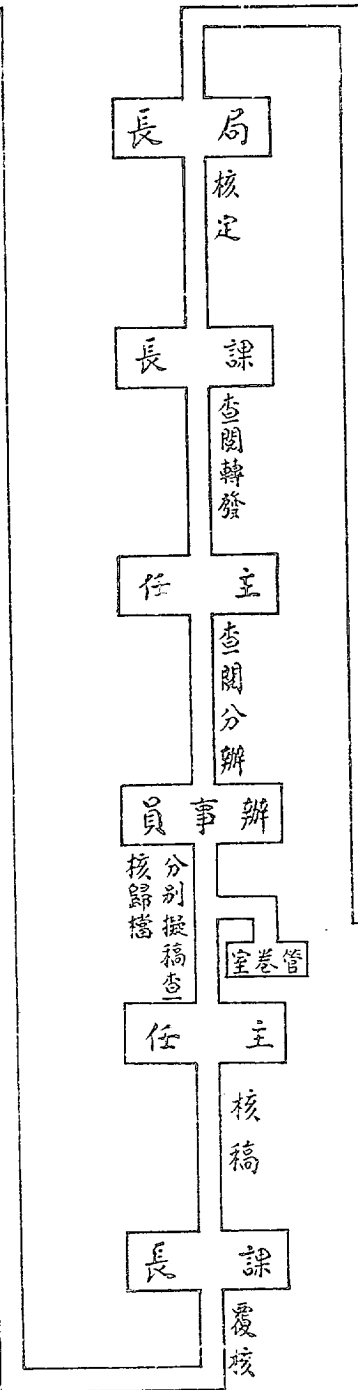 局長
核定
課長
查閱轉發
主任
查閱分辦
辦事員
分別擬稿查
核歸檔
管卷室
主任
核稿
課長
覆核